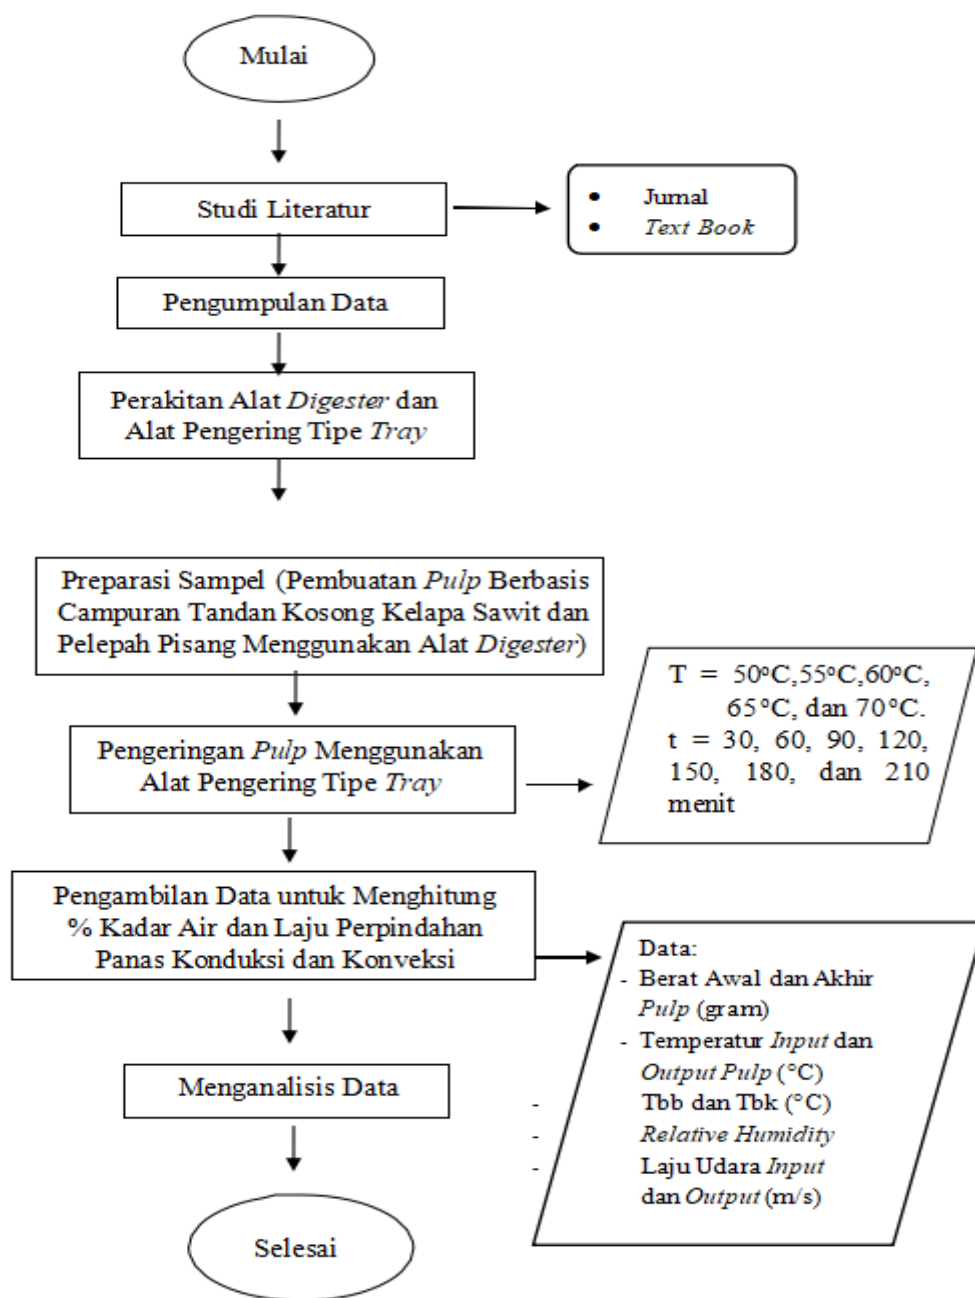 Mulai
Studi Literatur
• Jurnal
• Text Book
Pengumpulan Data
Perakitan Alat Digester dan
Alat Pengering Tipe Tray
Preparasi Sampel (Pembuatan Pulp Berbasis
Campuran Tandan Kosong Kelapa Sawit dan
Pelepah Pisang Menggunakan Alat Digester)
Pengeringan Pulp Menggunakan
Alat Pengering Tipe Tray
T = 50°C,55°C,60°C,
65°C, dan 70°C.
t = 30, 60, 90, 120,
150, 180, dan 210
menit
Pengambilan Data untuk Menghitung
% Kadar Air dan Laju Perpindahan
Panas Konduksi dan Konveksi
Data:
- Berat Awal dan Akhir
Pulp (gram)
- Temperatur Input dan
Output Pulp (°C)
- Tbb dan Tbk (°C)
- Relative Humidity
- Laju Udara Input
dan Output (m/s)
Menganalisis Data
Selesai